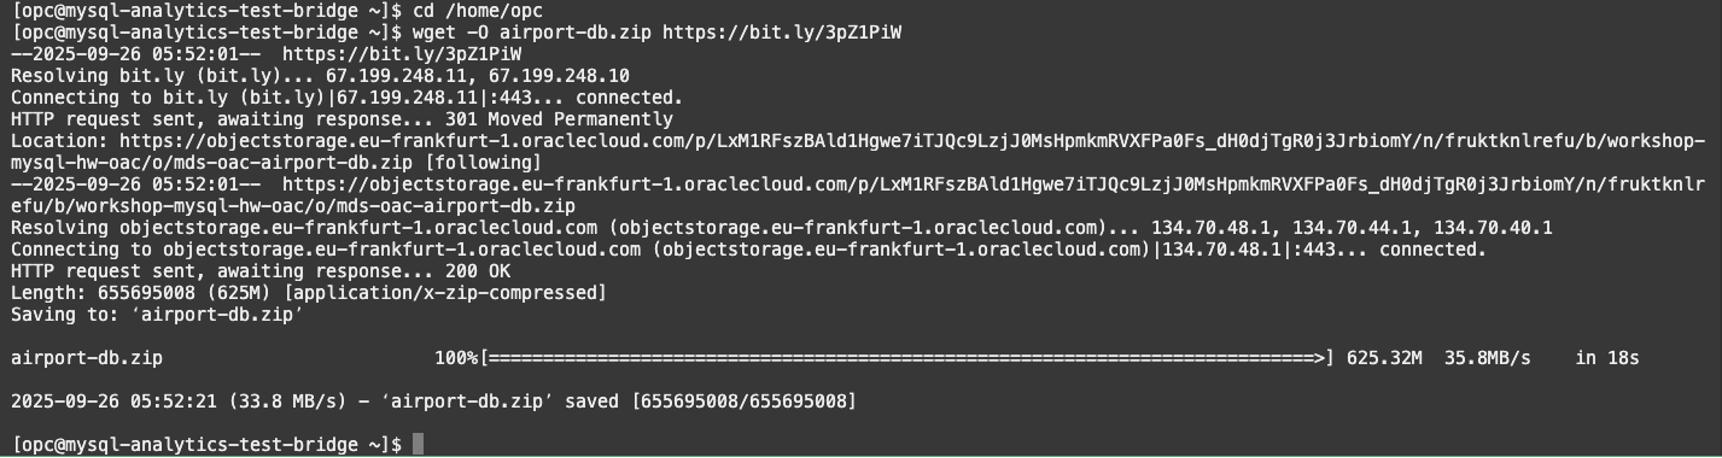 [opc@mysql-analytics-test-bridge ~]$ cd /home/opc
[opc@mysql-analytics-test-bridge ~]$ wget -O airport-db.zip https://bit.ly/3pZ1PiW
--2025-09-26 05:52:01--  https://bit.ly/3pZ1PiW
Resolving bit.ly (bit.ly)... 67.199.248.11, 67.199.248.10
Connecting to bit.ly (bit.ly)|67.199.248.11|:443... connected.
HTTP request sent, awaiting response... 301 Moved Permanently
Location: https://objectstorage.eu-frankfurt-1.oraclecloud.com/p/LxM1RFszBAld1Hgwe7iTJQc9LzjJ0MsHpmkmRVXFPa0Fs_dH0djTgR0j3JrbiomY/n/fruktknlrefu/b/workshop-
mysql-hw-oac/o/mds-oac-airport-db.zip [following]
--2025-09-26 05:52:01--  https://objectstorage.eu-frankfurt-1.oraclecloud.com/p/LxM1RFszBAld1Hgwe7iTJQc9LzjJ0MsHpmkmRVXFPa0Fs_dH0djTgR0j3JrbiomY/n/fruktknlr
efu/b/workshop-mysql-hw-oac/o/mds-oac-airport-db.zip
Resolving objectstorage.eu-frankfurt-1.oraclecloud.com (objectstorage.eu-frankfurt-1.oraclecloud.com)... 134.70.48.1, 134.70.44.1, 134.70.40.1
Connecting to objectstorage.eu-frankfurt-1.oraclecloud.com (objectstorage.eu-frankfurt-1.oraclecloud.com)|134.70.48.1|:443... connected.
HTTP request sent, awaiting response... 200 OK
Length: 655695008 (625M) [application/x-zip-compressed]
Saving to: ‘airport-db.zip’
airport-db.zip                         100%[============================================================================>] 625.32M  35.8MB/s    in 18s
2025-09-26 05:52:21 (33.8 MB/s) - ‘airport-db.zip’ saved [655695008/655695008]
[opc@mysql-analytics-test-bridge ~]$